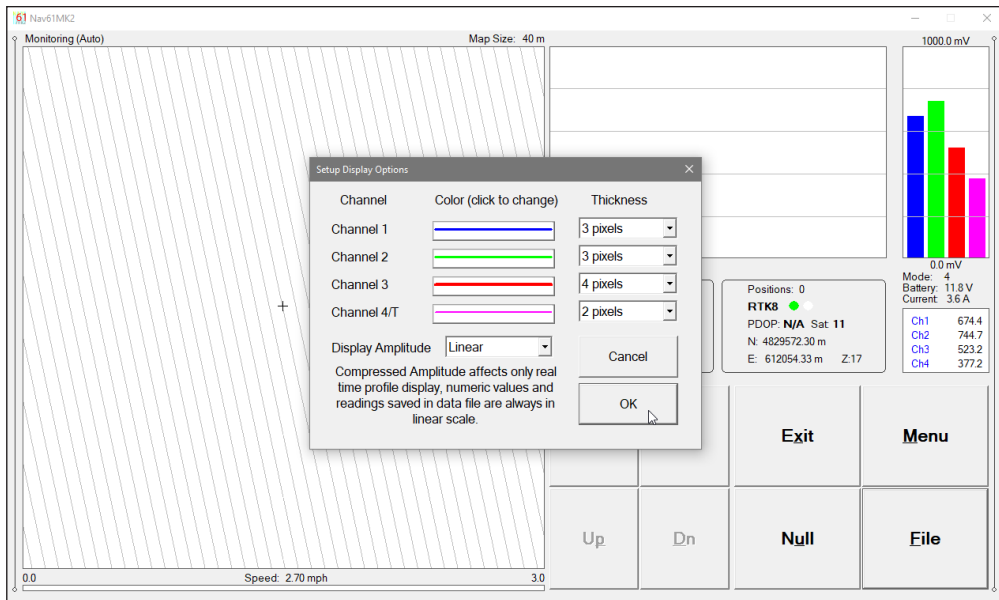 61 Nav61MK2
Monitoring (Auto)
Map Size: 40 m
1000.0 mV
Setup Display Options
Channel
Color (click to change)
Thickness
Channel 1
3 pixels
Channel 2
3 pixels
Channel 3
4 pixels
Channel 4/T
2 pixels
Display Amplitude
Linear
Compressed Amplitude affects only real
time profile display, numeric values and
readings saved in data file are always in
linear scale.
Cancel
OK
0.0 mV
Mode: 4
Battery: 11.8 V
Current: 3.6 A
Positions: 0
RTK8
PDOP: N/A Sat: 11
N: 4829572.30 m
E: 612054.33 m Z:17
Ch1 674.4
Ch2 744.7
Ch3 523.2
Ch4 377.2
Exit
Menu
Up
Dn
Null
File
0.0
Speed: 2.70 mph
3.0